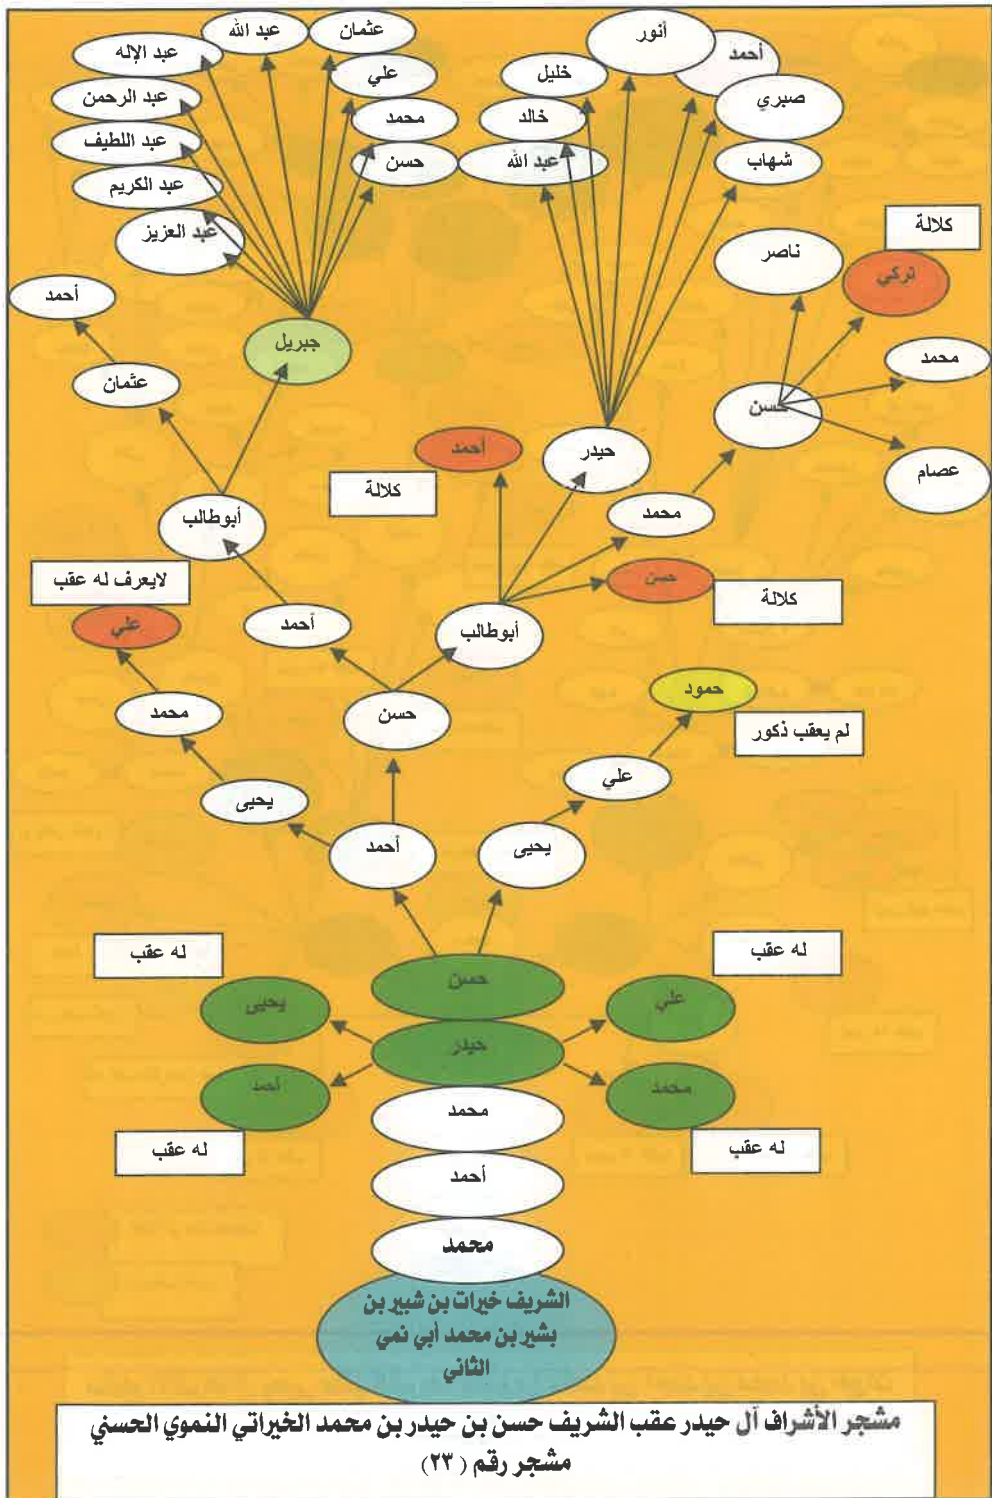 عثمان
عبد الله
عبد الإله
علي
عبد الرحمن
محمد
عبد اللطيف
حسن
عبد الكريم
عبد العزيز
أنور
أحمد
خليل
صبري
خالد
عبد الله
شهاب
كلالة
ناصر
تركي
أحمد
جبريل
محمد
عثمان
حسن
أحمد
حيدر
عصام
كلالة
محمد
أبوطالب
لايعرف له عقب
حسن
كلالة
علي
أحمد
أبوطالب
حمود
محمد
حسن
لم يعقب ذكور
علي
يحيى
أحمد
يحيى
له عقب
له عقب
حسن
علي
يحيى
حيدر
محمد
أحمد
محمد
له عقب
له عقب
أحمد
محمد
الشريف خيرات بن شبير بن
بشير بن محمد أبي نمي
الثاني
مشجر الأشراف آل حيدر عقب الشريف حسن بن حيدر بن محمد الخيراتي النموي الحسني
مشجر رقم (٢٣)